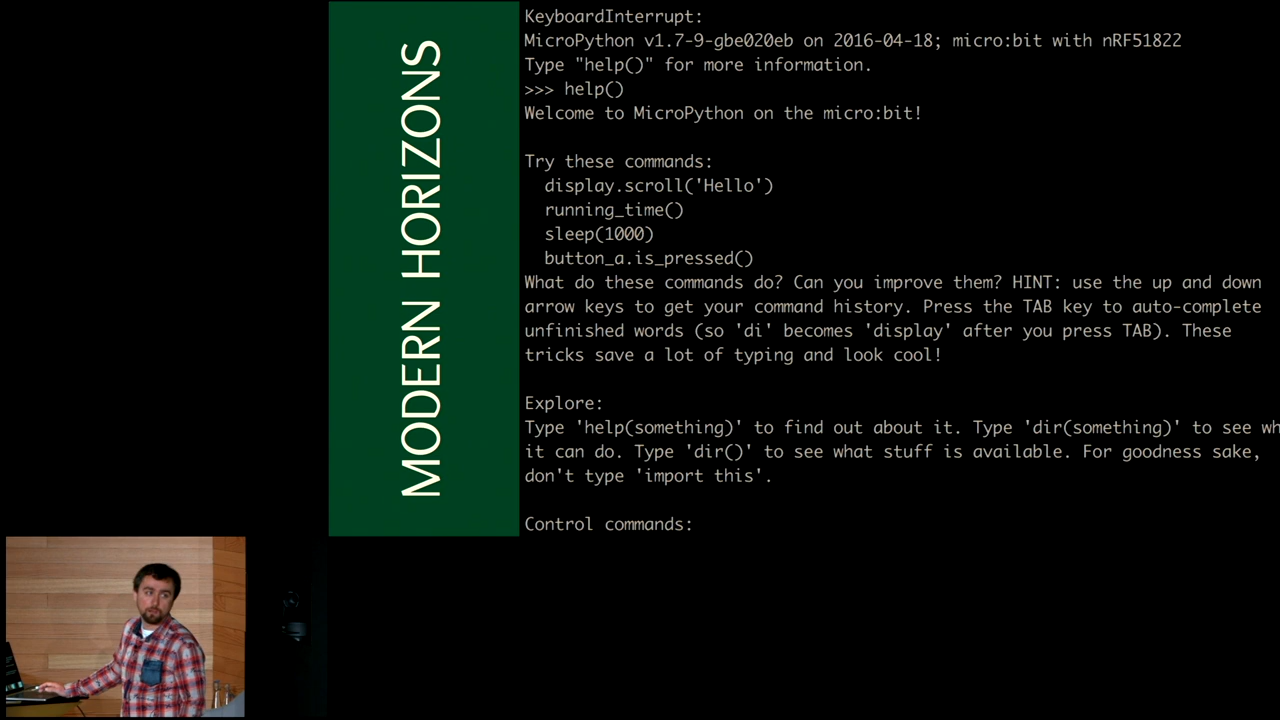 MODERN HORIZONS
KeyboardInterrupt:
MicroPython v1.7-9-gbe020eb on 2016-04-18; micro:bit with nRF51822
Type "help()" for more information.
>>> help()
Welcome to MicroPython on the micro:bit!
Try these commands:
display.scroll('Hello')
running_time()
sleep(1000)
button_a.is_pressed()
What do these commands do? Can you improve them? HINT: use the up and down
arrow keys to get your command history. Press the TAB key to auto-complete
unfinished words (so 'di' becomes 'display' after you press TAB). These
tricks save a lot of typing and look cool!
Explore:
Type 'help(something)' to find out about it. Type 'dir(something)' to see wh
it can do. Type 'dir()' to see what stuff is available. For goodness sake,
don't type 'import this'.
Control commands: